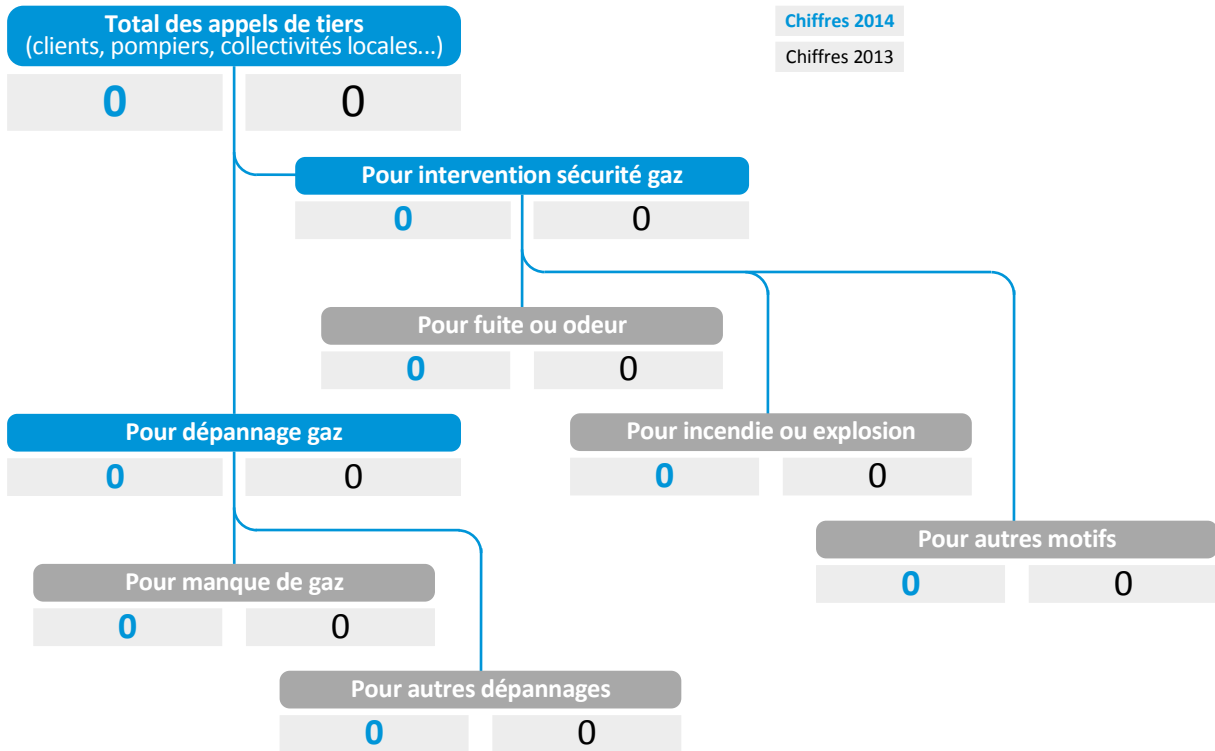 Total des appels de tiers
(clients, pompiers, collectivités locales...)
0 0
Chiffres 2014
Chiffres 2013
Pour intervention sécurité gaz
0 0
Pour fuite ou odeur
0 0
Pour dépannage gaz
0 0
Pour incendie ou explosion
0 0
Pour autres motifs
0 0
Pour manque de gaz
0 0
Pour autres dépannages
0 0